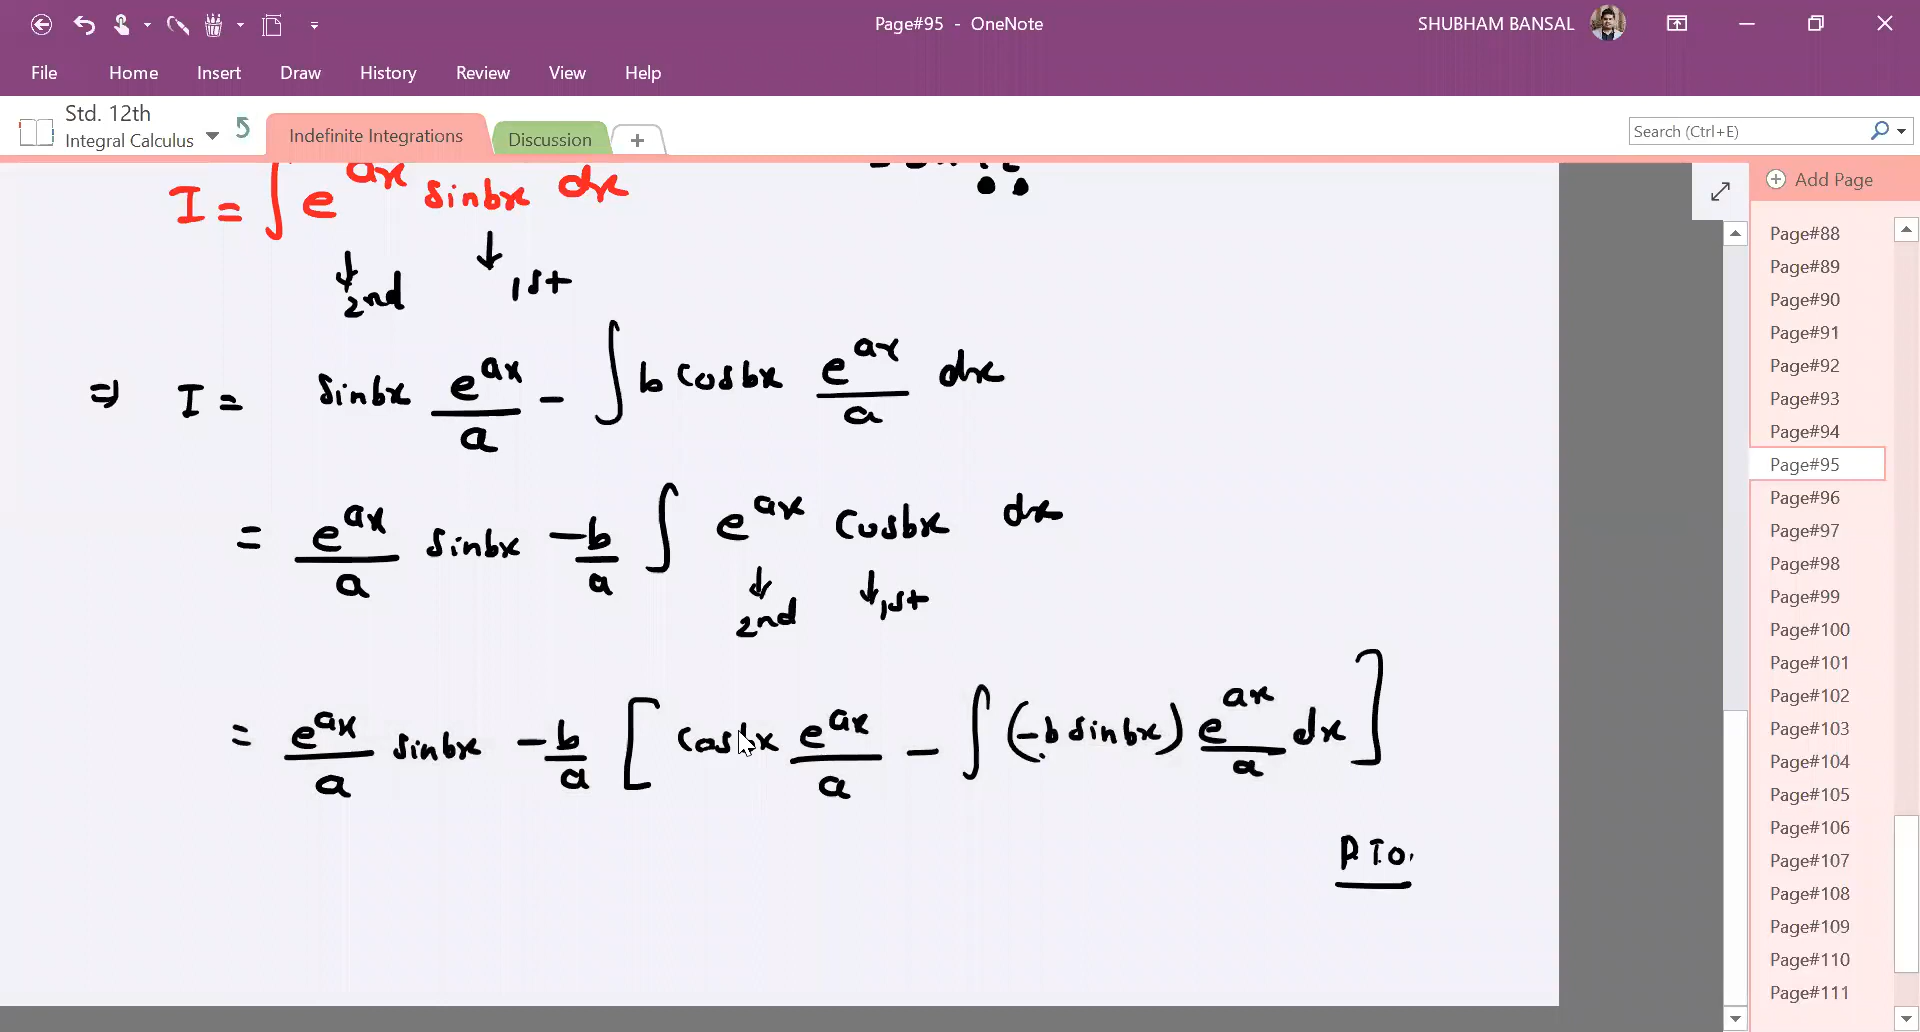 Page#95 - OneNote
SHUBHAM BANSAL
File Home Insert Draw History Review View Help
Std. 12th
Integral Calculus
Indefinite Integrations
Discussion
Search (Ctrl+E)
Add Page
I = ∫ e^ax sinbx dx
2nd 1st
⇒ I = sinbx e^ax/a - ∫ b cosbx e^ax/a dx
= e^ax/a sinbx - b/a ∫ e^ax cosbx dx
2nd 1st
= e^ax/a sinbx - b/a [ cosbx e^ax/a - ∫ (-b sinbx) e^ax/a dx ]
P.T.O.
Page#88
Page#89
Page#90
Page#91
Page#92
Page#93
Page#94
Page#95
Page#96
Page#97
Page#98
Page#99
Page#100
Page#101
Page#102
Page#103
Page#104
Page#105
Page#106
Page#107
Page#108
Page#109
Page#110
Page#111